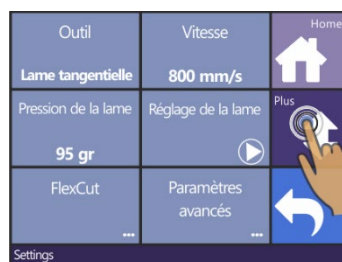 Outil
Lame tangentielle
Vitesse
800 mm/s
Home
Pression de la lame
95 gr
Réglage de la lame
Plus
FlexCut
...
Paramètres
avancés
...
Settings